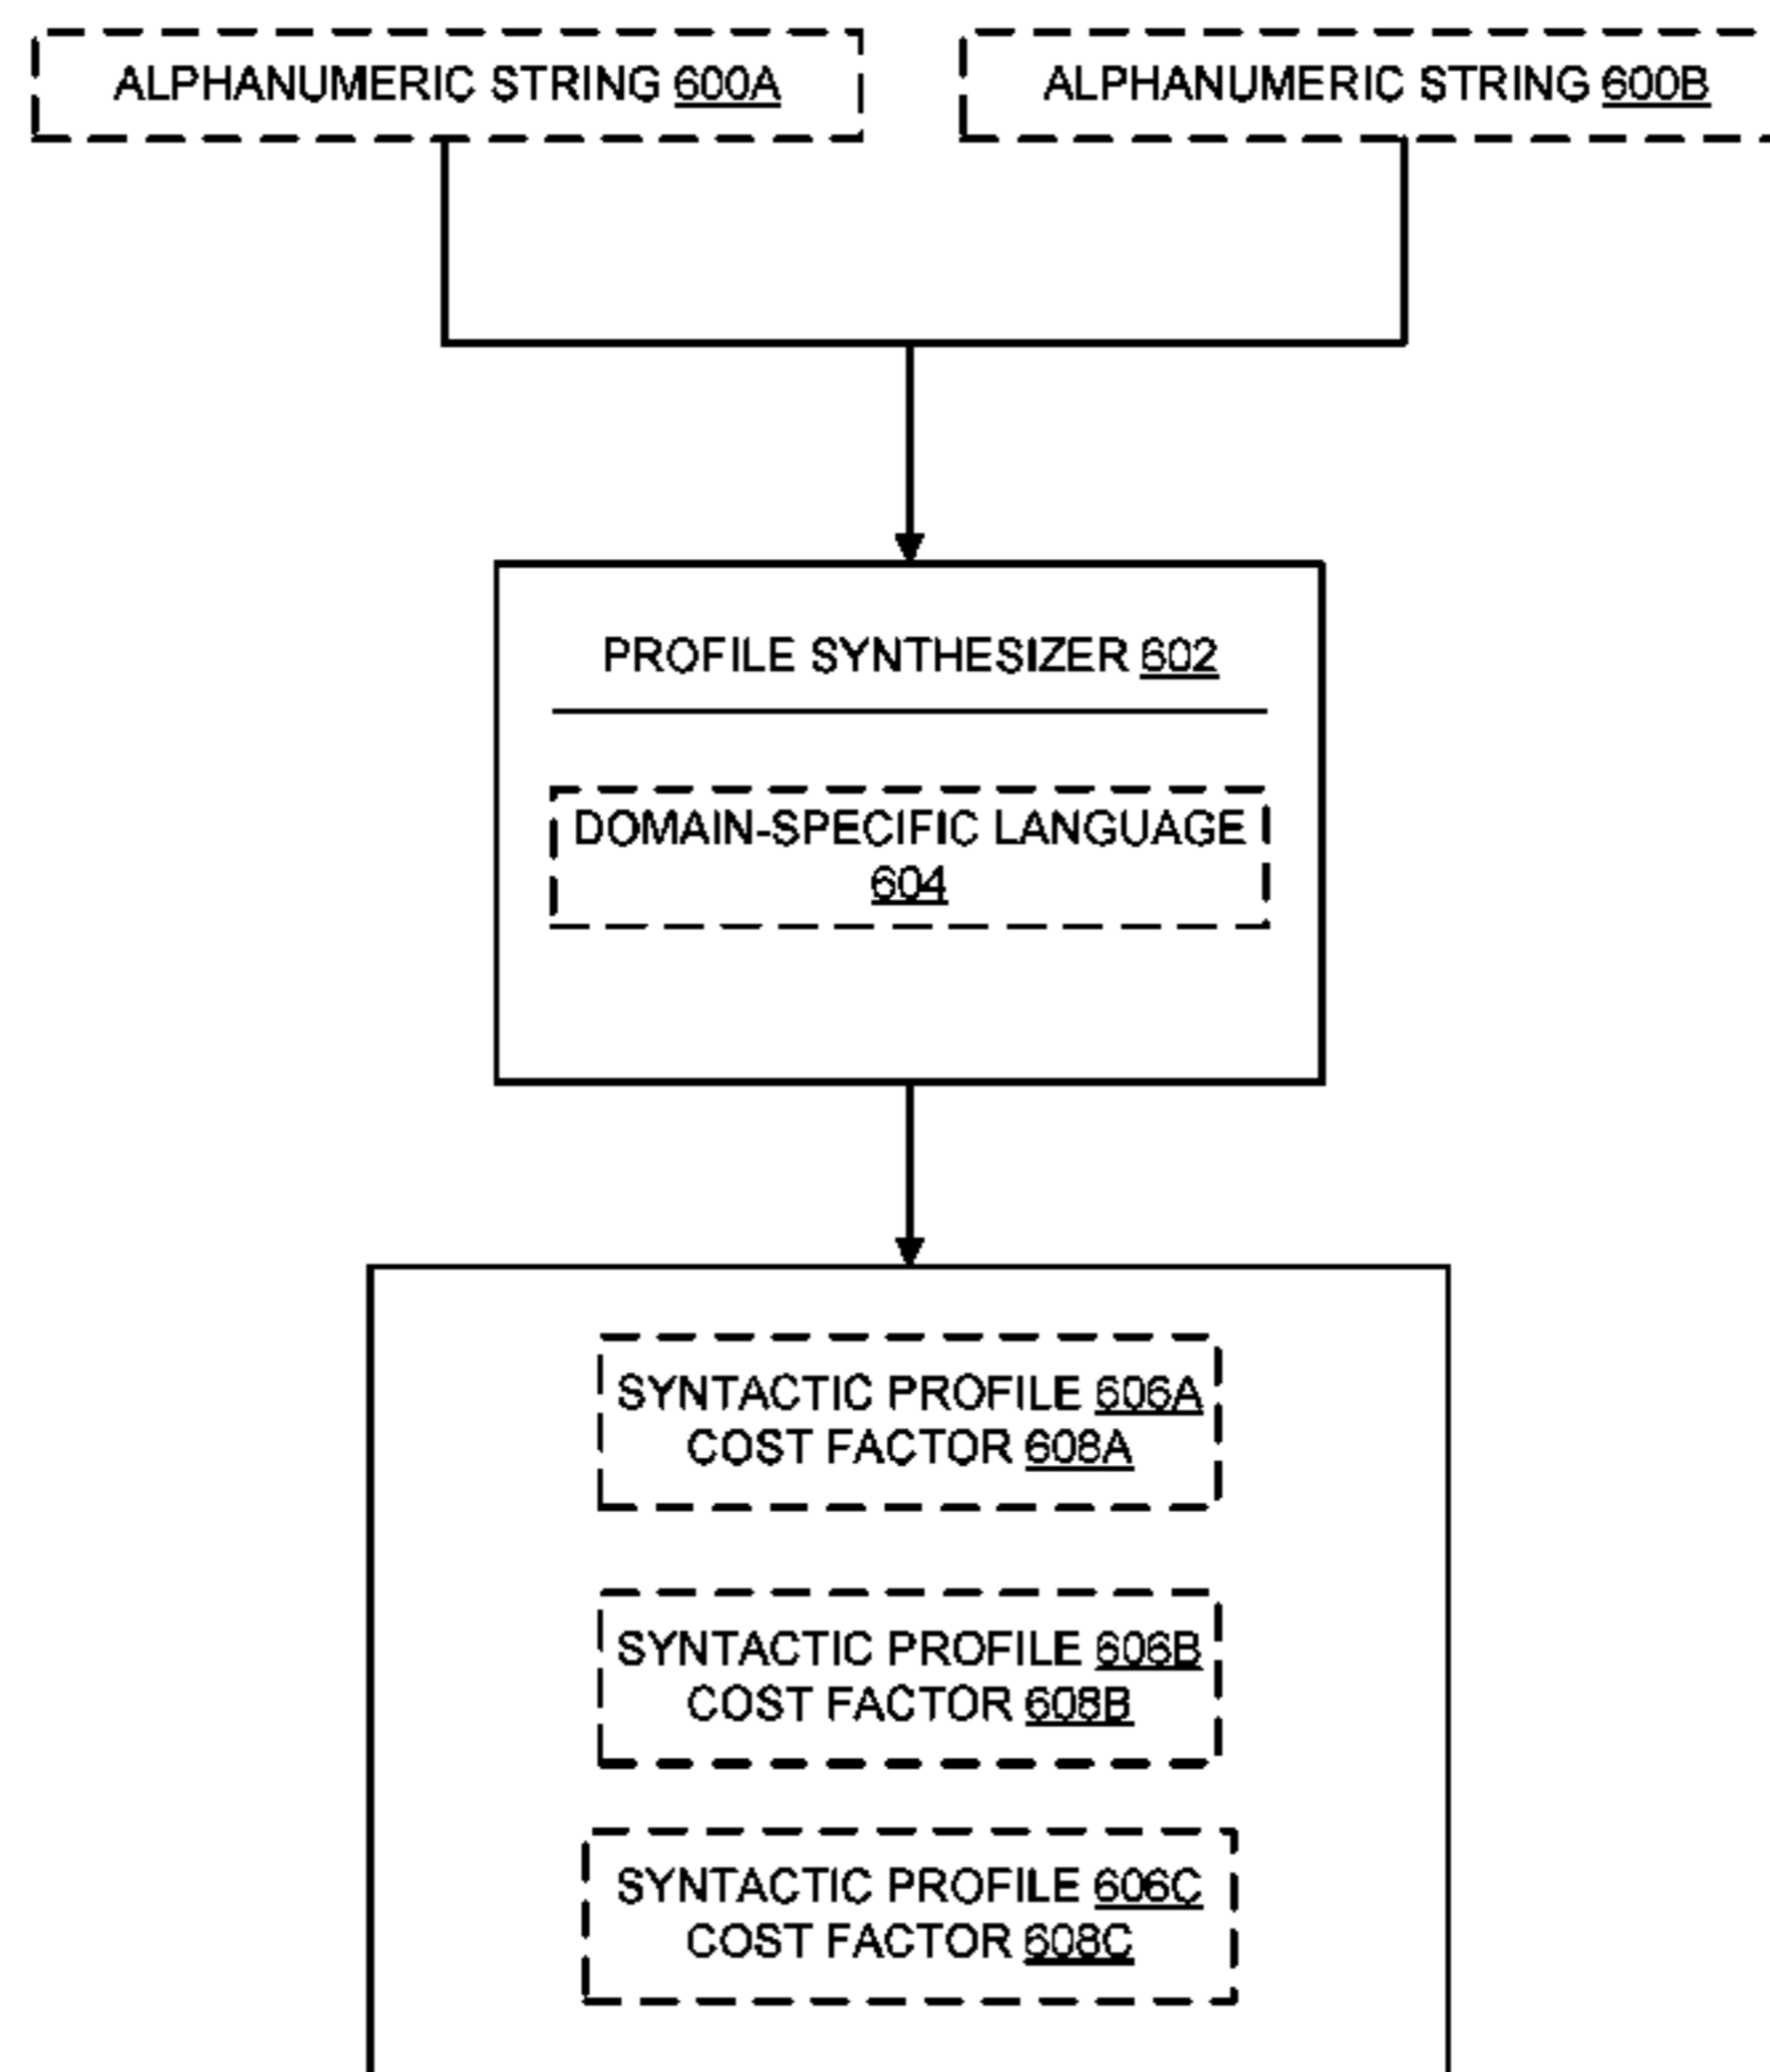 ALPHANUMERIC STRING 600A
ALPHANUMERIC STRING 600B
PROFILE SYNTHESIZER 602
DOMAIN-SPECIFIC LANGUAGE
604
SYNTACTIC PROFILE 606A
COST FACTOR 608A
SYNTACTIC PROFILE 606B
COST FACTOR 608B
SYNTACTIC PROFILE 606C
COST FACTOR 608C